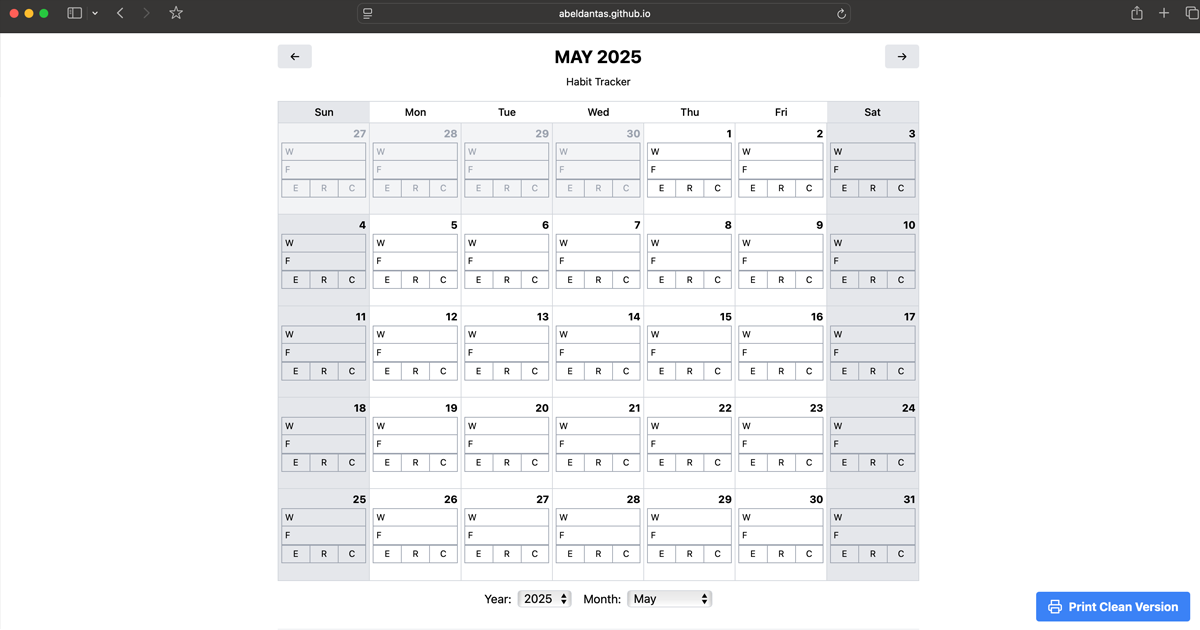 abeldantas.github.io
← MAY 2025 →
Habit Tracker
Sun Mon Tue Wed Thu Fri Sat
27 28 29 30 1 2 3
W W W W W W W
F F F F F F F
E R C E R C E R C E R C E R C E R C E R C
4 5 6 7 8 9 10
W W W W W W W
F F F F F F F
E R C E R C E R C E R C E R C E R C E R C
11 12 13 14 15 16 17
W W W W W W W
F F F F F F F
E R C E R C E R C E R C E R C E R C E R C
18 19 20 21 22 23 24
W W W W W W W
F F F F F F F
E R C E R C E R C E R C E R C E R C E R C
25 26 27 28 29 30 31
W W W W W W W
F F F F F F F
E R C E R C E R C E R C E R C E R C E R C
Year: 2025 Month: May
Print Clean Version